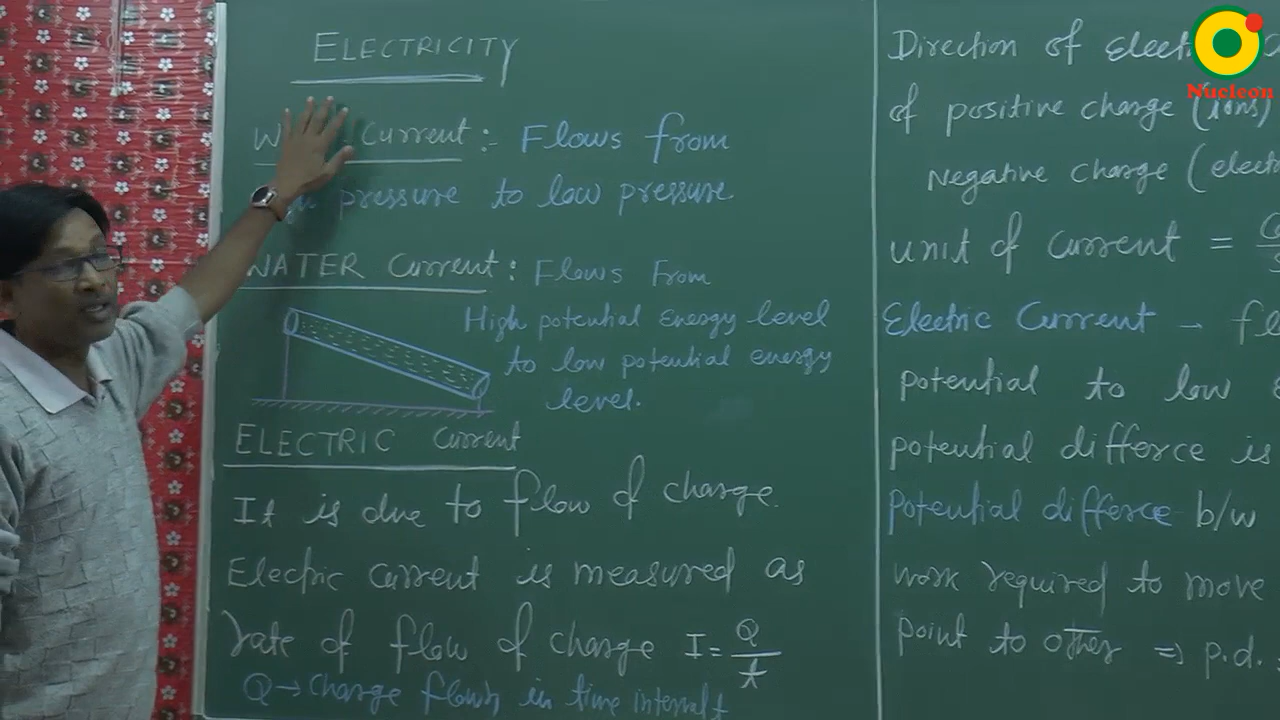 ELECTRICITY
Current :- Flows from
pressure to low pressure
WATER Current : Flows From
High potential Energy level
to low potential energy
level.
ELECTRIC Current
It is due to flow of charge.
Electric current is measured as
rate of flow of charge I = Q/t
Q → Charge flows in time interval t
Direction of
of positive charge (ions)
Negative charge (
unit of current =
Electric Current -
potential to low
potential differce is
potential differce b/w
work required to move
point to other ⇒ p.d.
Nucleon